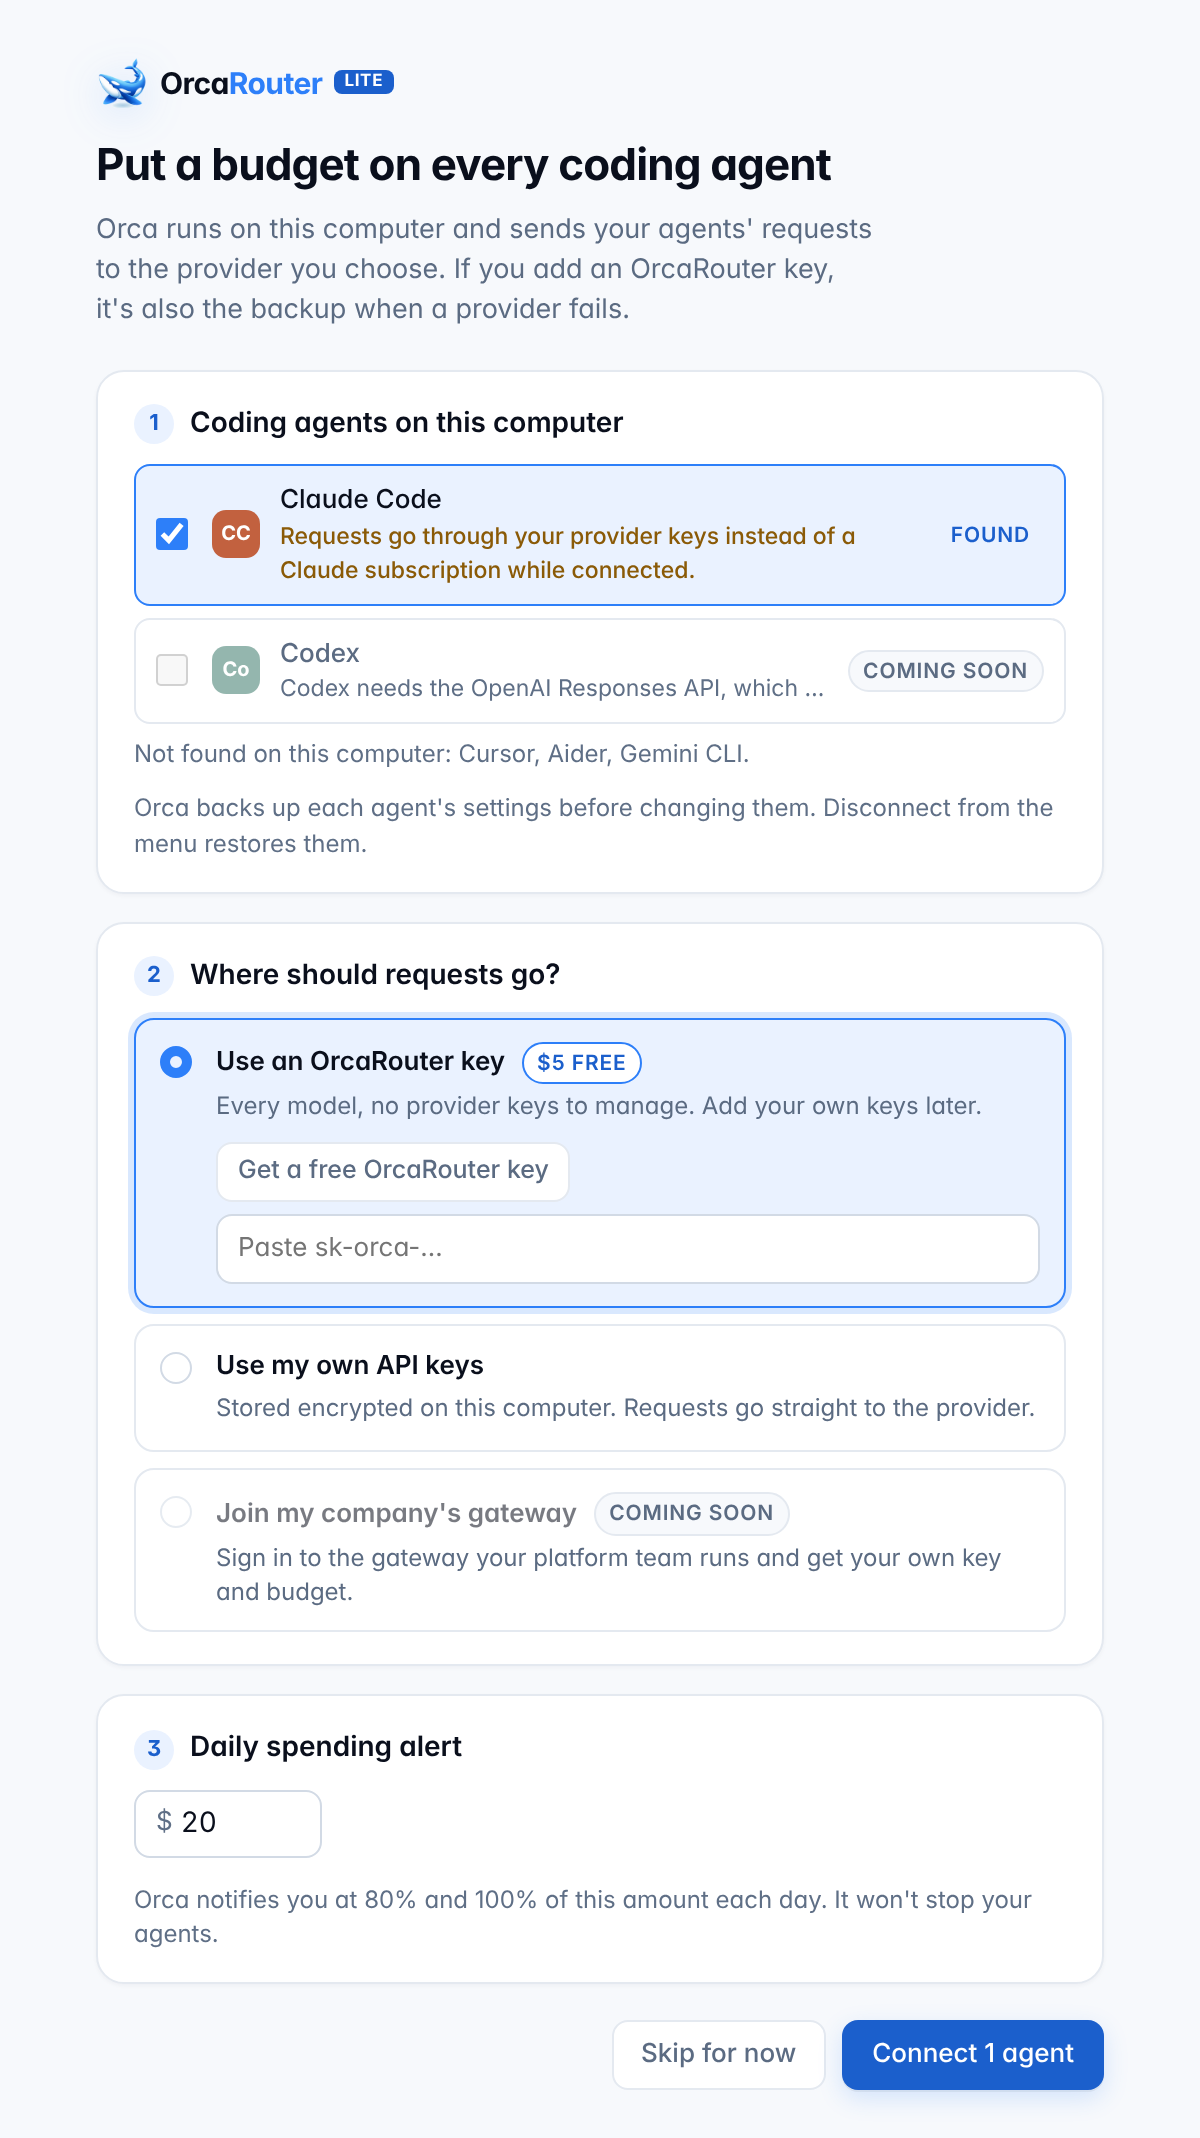 OrcaRouter LITE
Put a budget on every coding agent
Orca runs on this computer and sends your agents' requests
to the provider you choose. If you add an OrcaRouter key,
it's also the backup when a provider fails.
1 Coding agents on this computer
CC
Claude Code
Requests go through your provider keys instead of a
Claude subscription while connected.
FOUND
Co
Codex
Codex needs the OpenAI Responses API, which ...
COMING SOON
Not found on this computer: Cursor, Aider, Gemini CLI.
Orca backs up each agent's settings before changing them. Disconnect from the
menu restores them.
2 Where should requests go?
Use an OrcaRouter key $5 FREE
Every model, no provider keys to manage. Add your own keys later.
Get a free OrcaRouter key
Paste sk-orca-...
Use my own API keys
Stored encrypted on this computer. Requests go straight to the provider.
Join my company's gateway COMING SOON
Sign in to the gateway your platform team runs and get your own key
and budget.
3 Daily spending alert
$ 20
Orca notifies you at 80% and 100% of this amount each day. It won't stop your
agents.
Skip for now Connect 1 agent